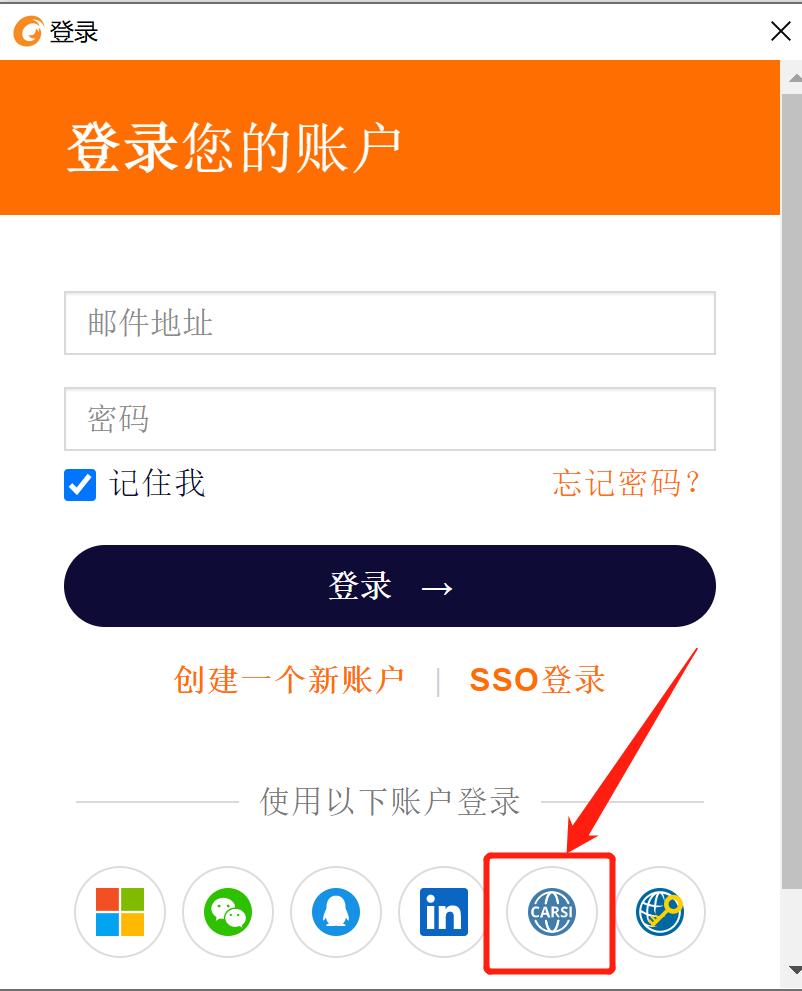 登录
登录您的账户
邮件地址
密码
记住我
忘记密码?
登录 →
创建一个新账户 | SSO登录
使用以下账户登录
in
CARSI